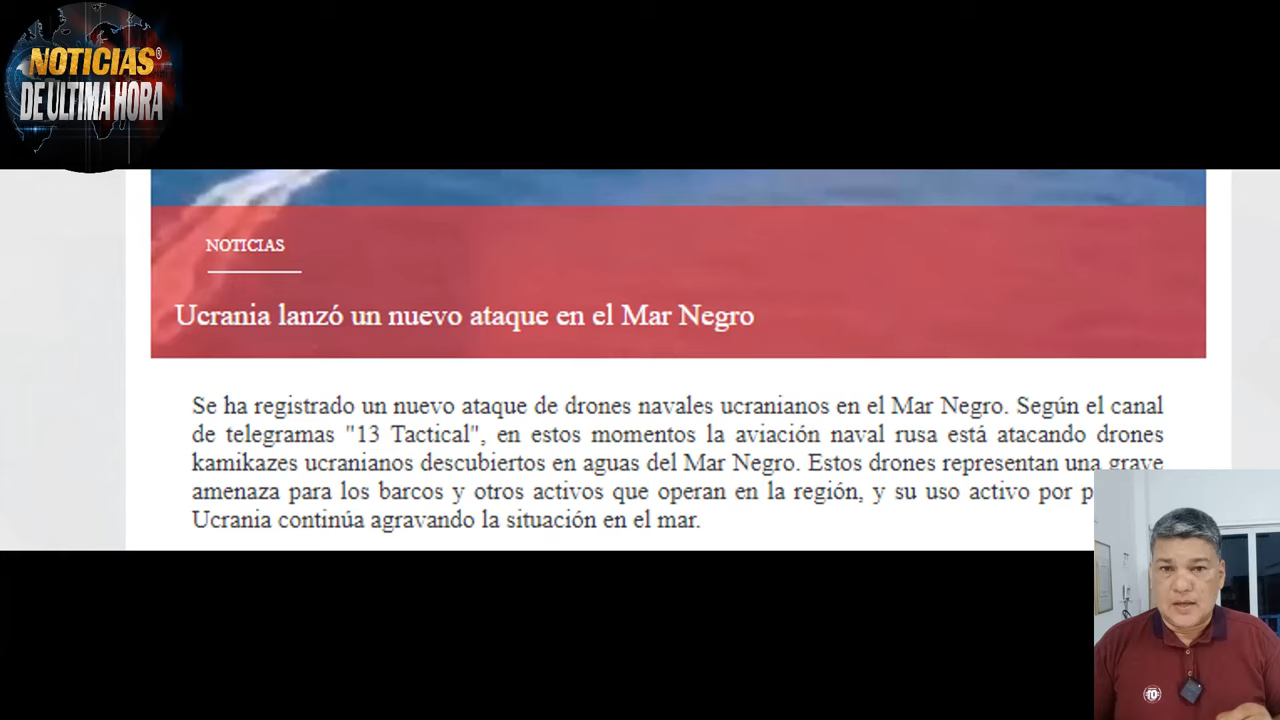 NOTICIAS®
DE ULTIMA HORA
NOTICIAS
Ucrania lanzó un nuevo ataque en el Mar Negro
Se ha registrado un nuevo ataque de drones navales ucranianos en el Mar Negro. Según el canal
de telegramas "13 Tactical", en estos momentos la aviación naval rusa está atacando drones
kamikazes ucranianos descubiertos en aguas del Mar Negro. Estos drones representan una grave
amenaza para los barcos y otros activos que operan en la región, y su uso activo por
Ucrania continúa agravando la situación en el mar.